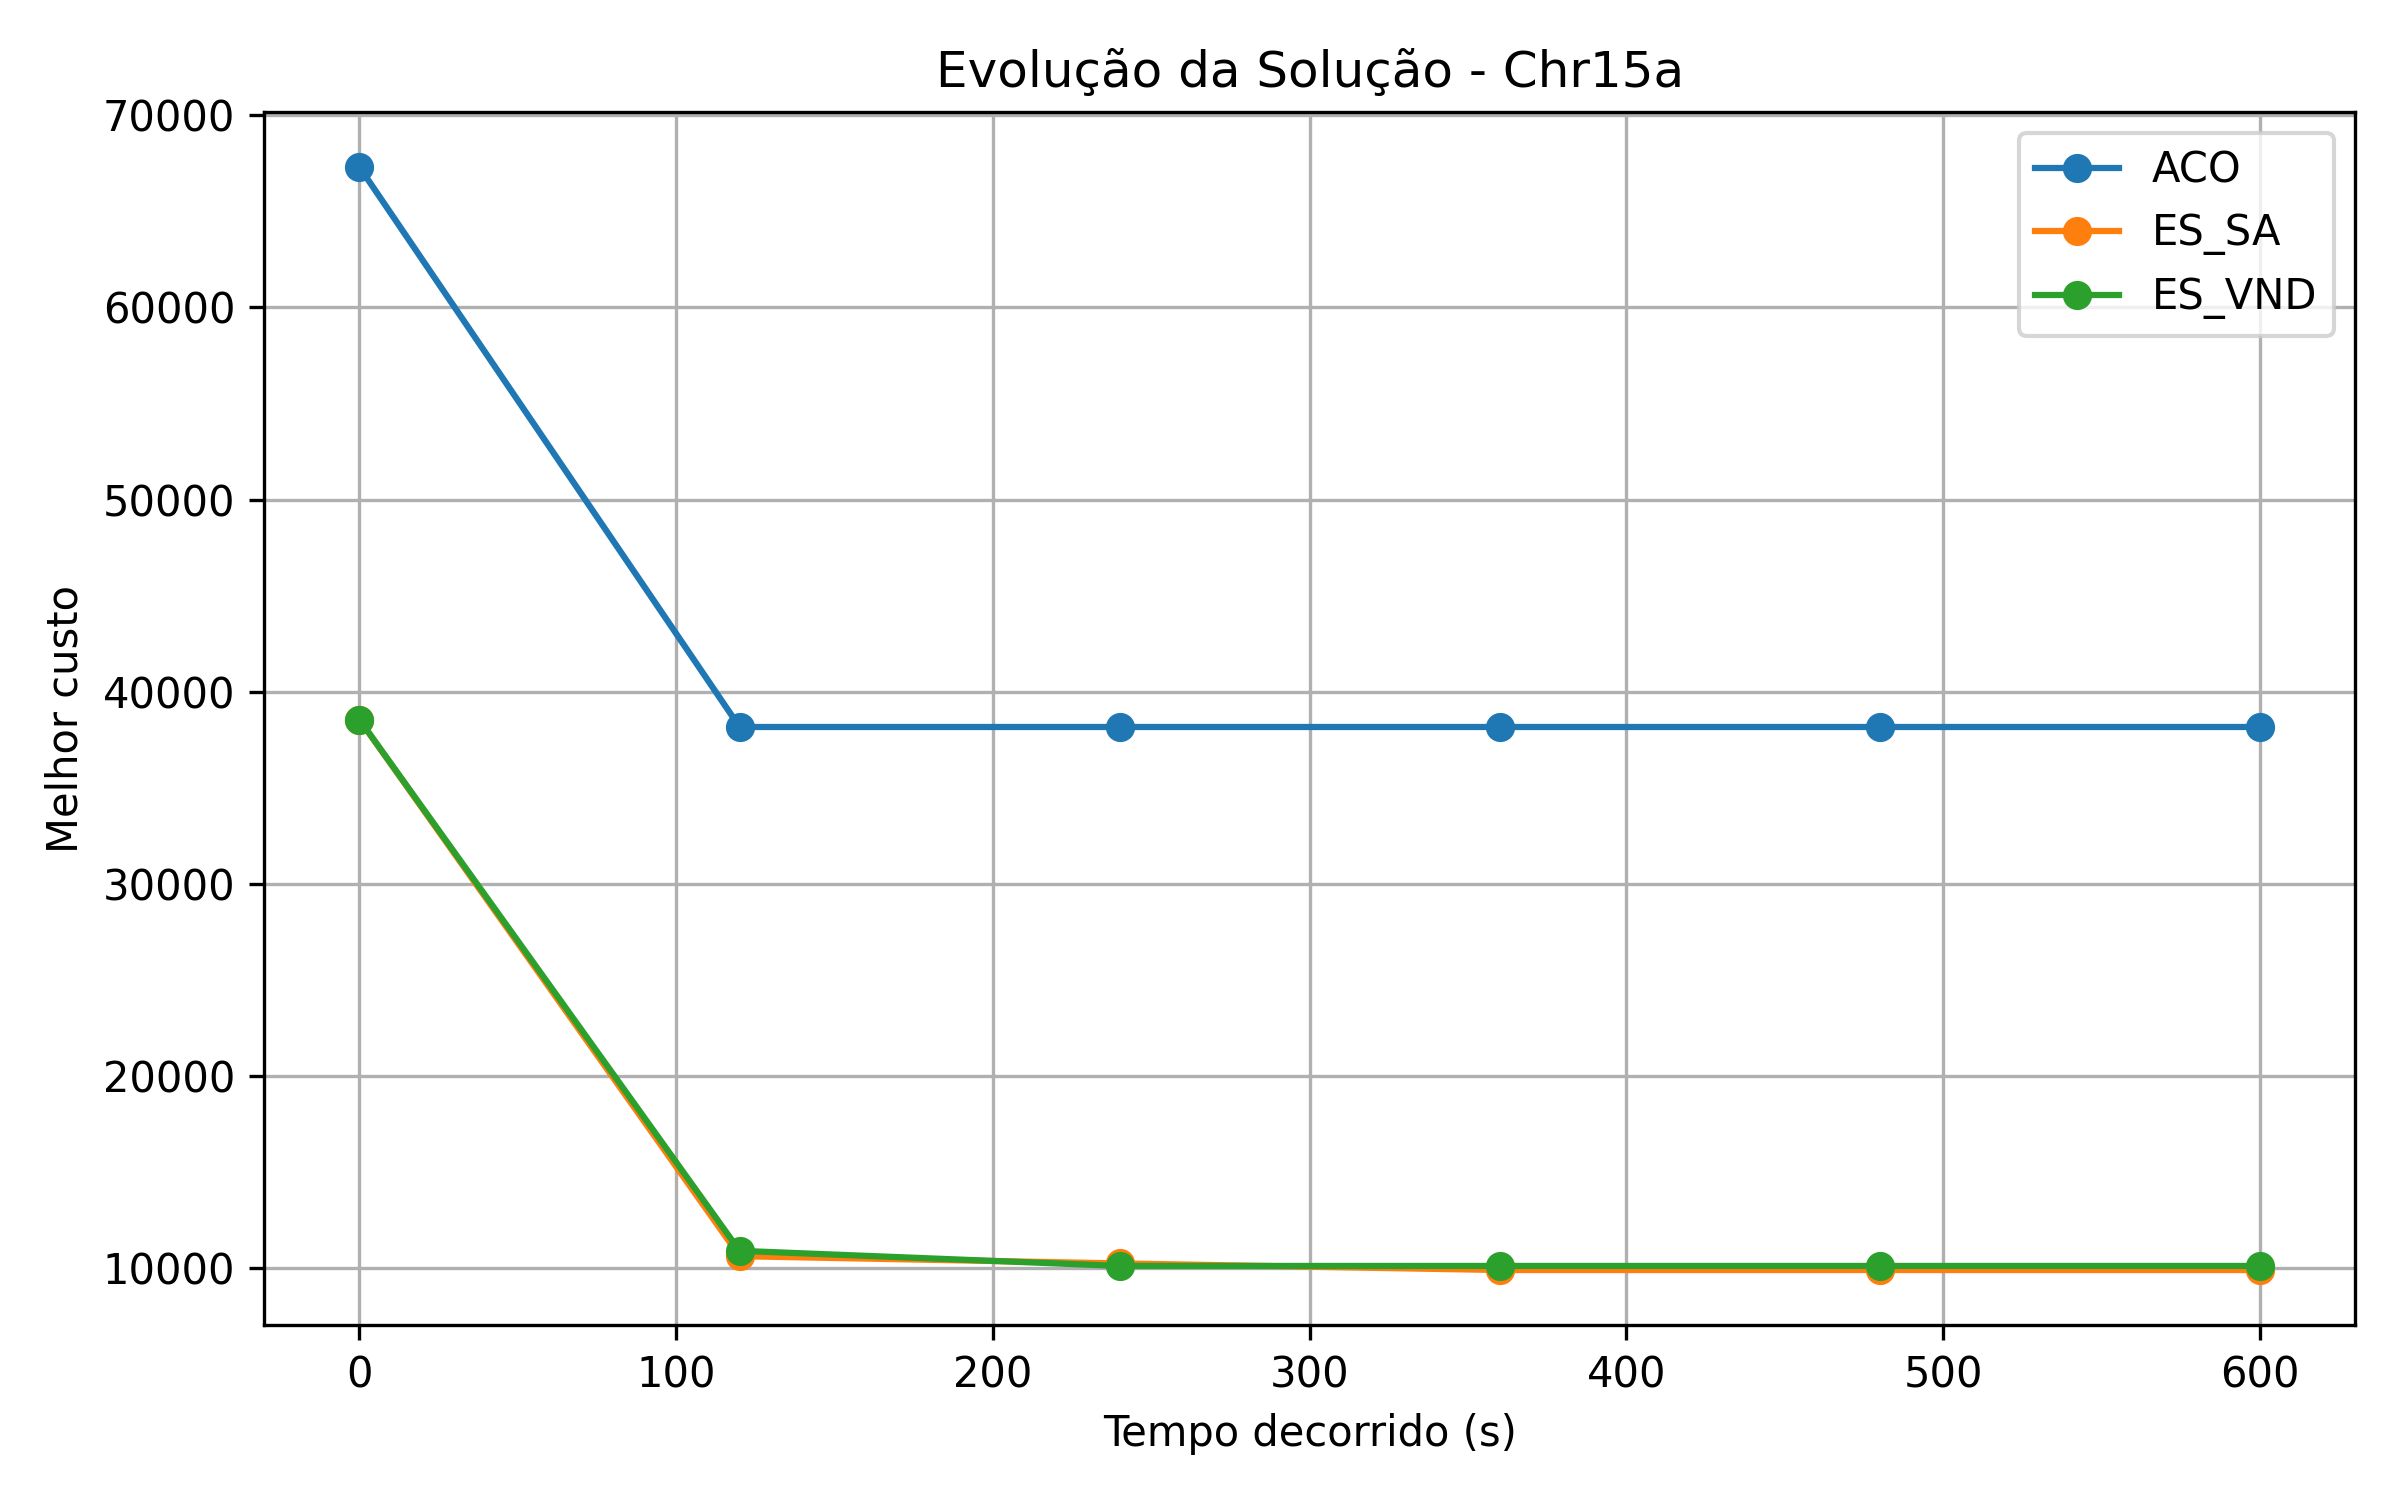 Evolução da Solução - Chr15a
70000
60000
50000
40000
30000
20000
10000
Melhor custo
ACO
ES_SA
ES_VND
0 100 200 300 400 500 600
Tempo decorrido (s)